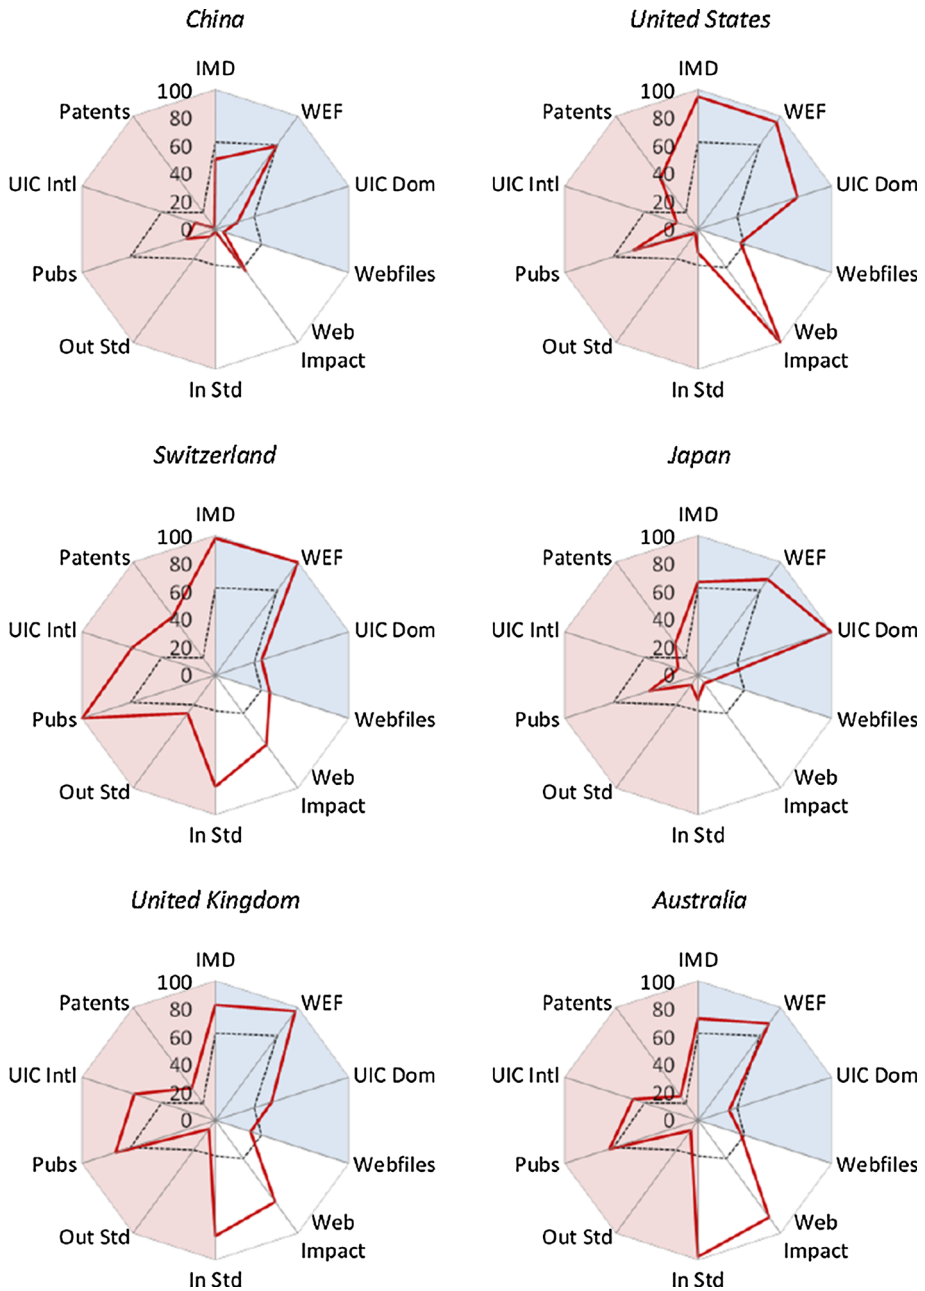 China
IMD
100
80
60
40
20
0
WEF
UIC Dom
Webfiles
Web
Impact
In Std
Out Std
Pubs
UIC Intl
Patents
United States
IMD
100
80
60
40
20
0
WEF
UIC Dom
Webfiles
Web
Impact
In Std
Out Std
Pubs
UIC Intl
Patents
Switzerland
IMD
100
80
60
40
20
0
WEF
UIC Dom
Webfiles
Web
Impact
In Std
Out Std
Pubs
UIC Intl
Patents
Japan
IMD
100
80
60
40
20
0
WEF
UIC Dom
Webfiles
Web
Impact
In Std
Out Std
Pubs
UIC Intl
Patents
United Kingdom
IMD
100
80
60
40
20
0
WEF
UIC Dom
Webfiles
Web
Impact
In Std
Out Std
Pubs
UIC Intl
Patents
Australia
IMD
100
80
60
40
20
0
WEF
UIC Dom
Webfiles
Web
Impact
In Std
Out Std
Pubs
UIC Intl
Patents